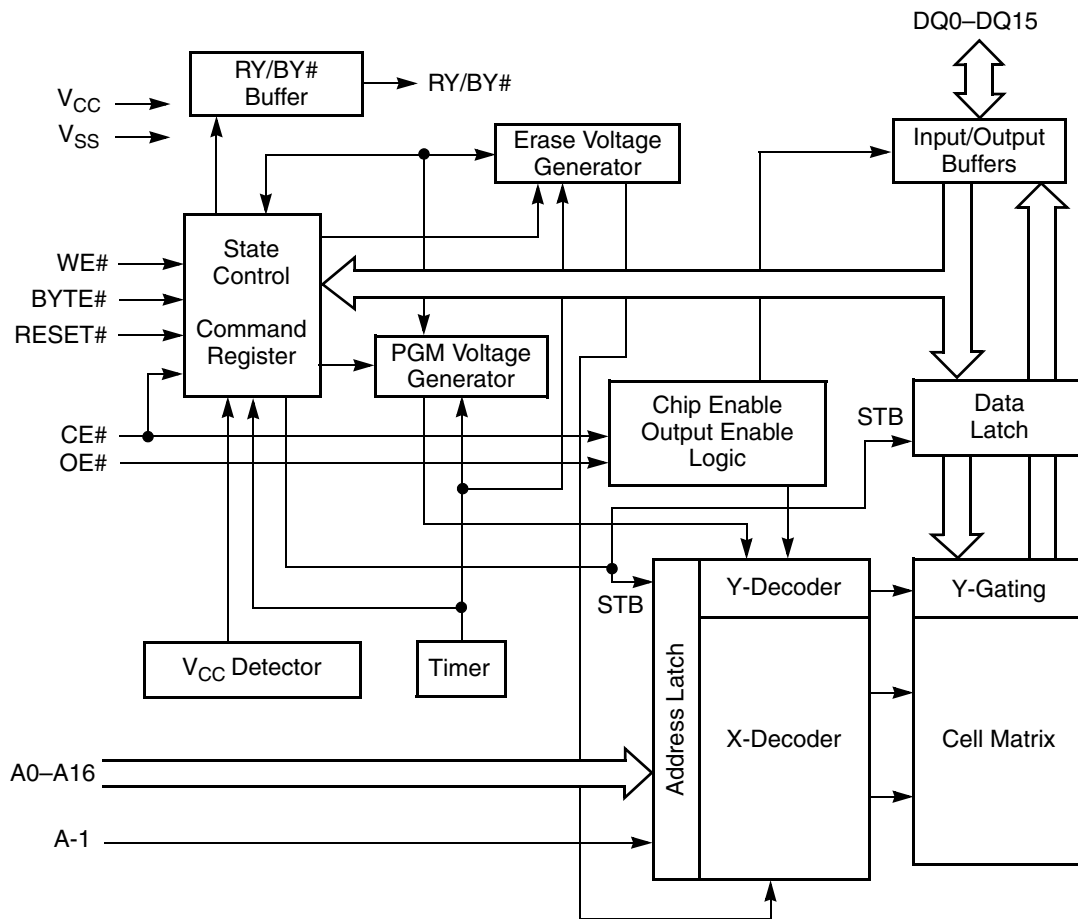 DQ0–DQ15
RY/BY#
Buffer
RY/BY#
VCC
VSS
Erase Voltage
Generator
Input/Output
Buffers
State
Control
Command
Register
WE#
BYTE#
RESET#
PGM Voltage
Generator
Chip Enable
Output Enable
Logic
STB
Data
Latch
CE#
OE#
STB
Y-Decoder
Y-Gating
VCC Detector
Timer
Address Latch
X-Decoder
Cell Matrix
A0–A16
A-1